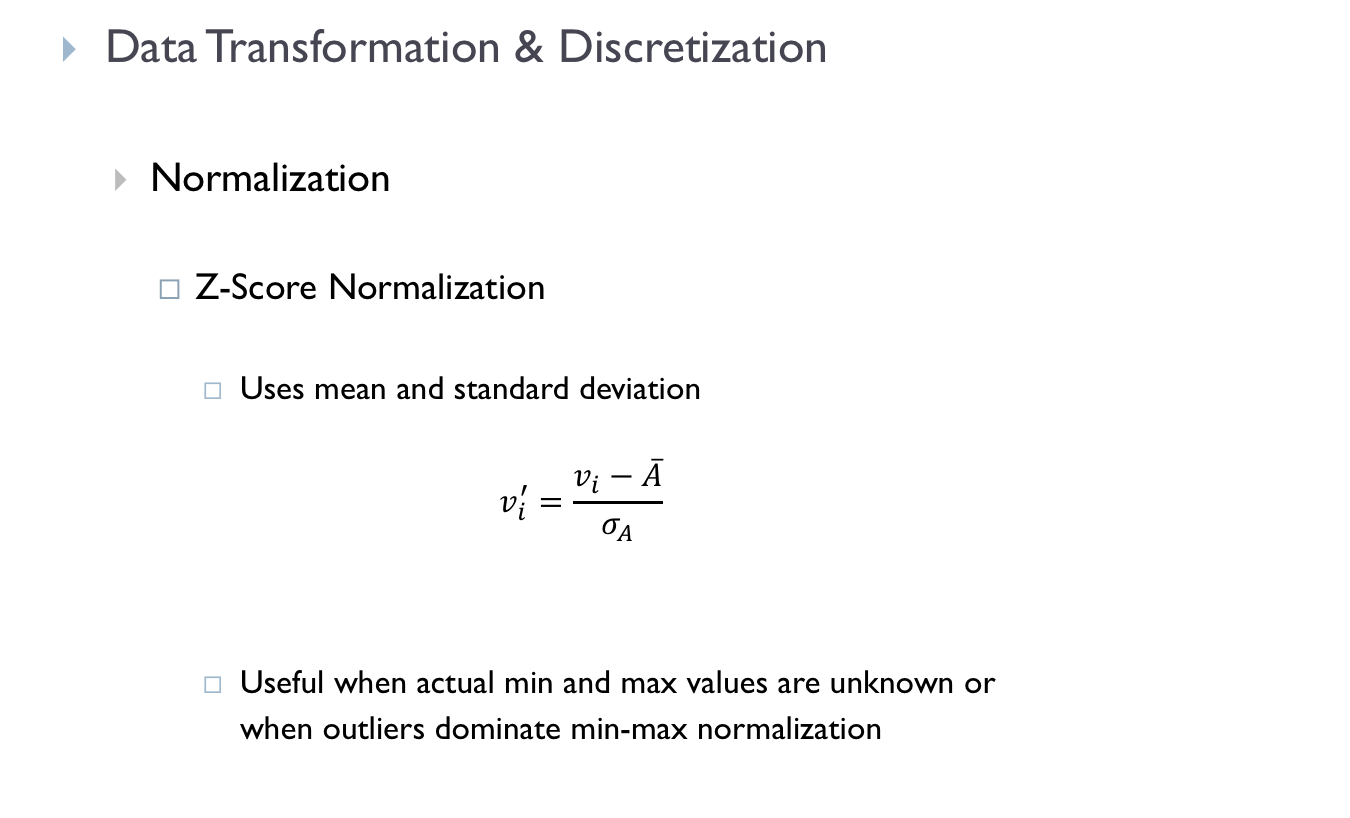 Data Transformation & Discretization
Normalization
Z-Score Normalization
Uses mean and standard deviation
v′ᵢ = (vᵢ − Ā) / σ_A
Useful when actual min and max values are unknown or
when outliers dominate min-max normalization